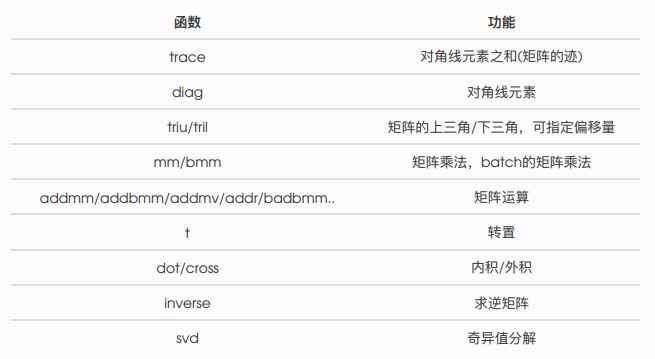 函数 功能
trace 对角线元素之和(矩阵的迹)
diag 对角线元素
triu/tril 矩阵的上三角/下三角，可指定偏移量
mm/bmm 矩阵乘法，batch的矩阵乘法
addmm/addbmm/addmv/addr/badbmm.. 矩阵运算
t 转置
dot/cross 内积/外积
inverse 求逆矩阵
svd 奇异值分解